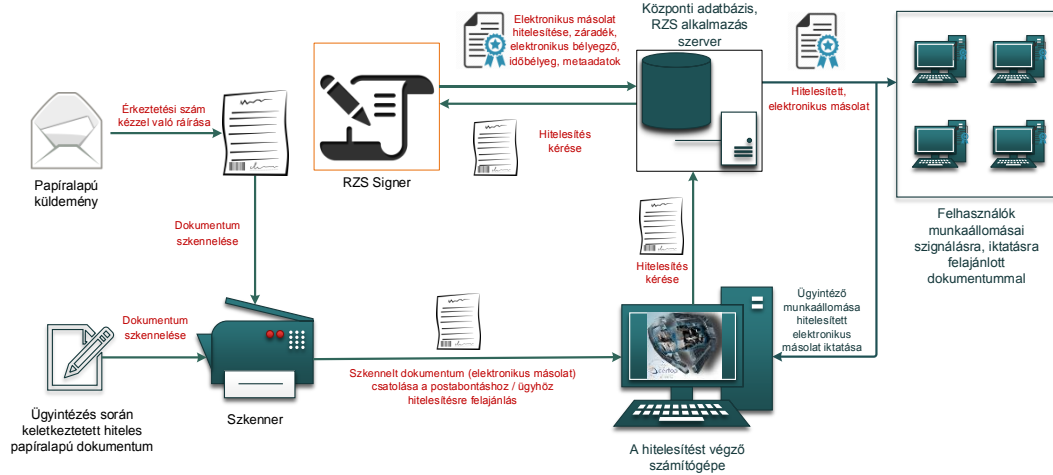 Elektronikus másolat
hitelesítése, záradék,
elektronikus bélyegző,
időbélyeg, metaadatok
Központi adatbázis,
RZS alkalmazás
szerver
Érkeztetési szám
kézzel való ráírása
Hitelesítés
kérése
Hitelesített,
elektronikus másolat
Papíralapú
küldemény
RZS Signer
Felhasználók
munkaállomásai
szignálásra, iktatásra
felajánlott
dokumentummal
Dokumentum
szkennelése
Hitelesítés
kérése
Dokumentum
szkennelése
Ügyintéző
munkaállomása
hitelesített
elektronikus
másolat iktatása
Szkennelt dokumentum (elektronikus másolat)
csatolása a postabontáshoz / ügyhöz
hitelesítésre felajánlás
Ügyintézés során
keletkeztetett hiteles
papíralapú dokumentum
Szkenner
A hitelesítést végző
számítógépe